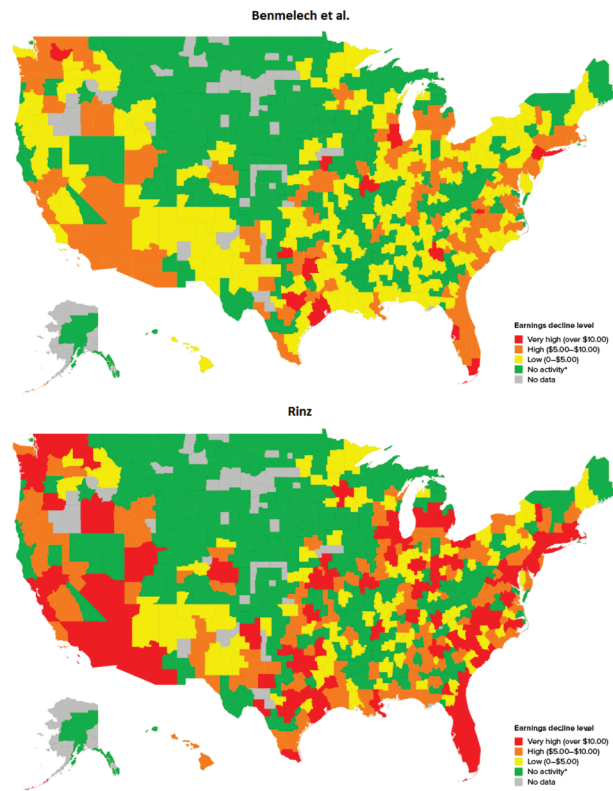 Benmelech et al.
Earnings decline level
Very high (over $10.00)
High ($5.00–$10.00)
Low (0–$5.00)
No activity*
No data
Rinz
Earnings decline level
Very high (over $10.00)
High ($5.00–$10.00)
Low (0–$5.00)
No activity*
No data